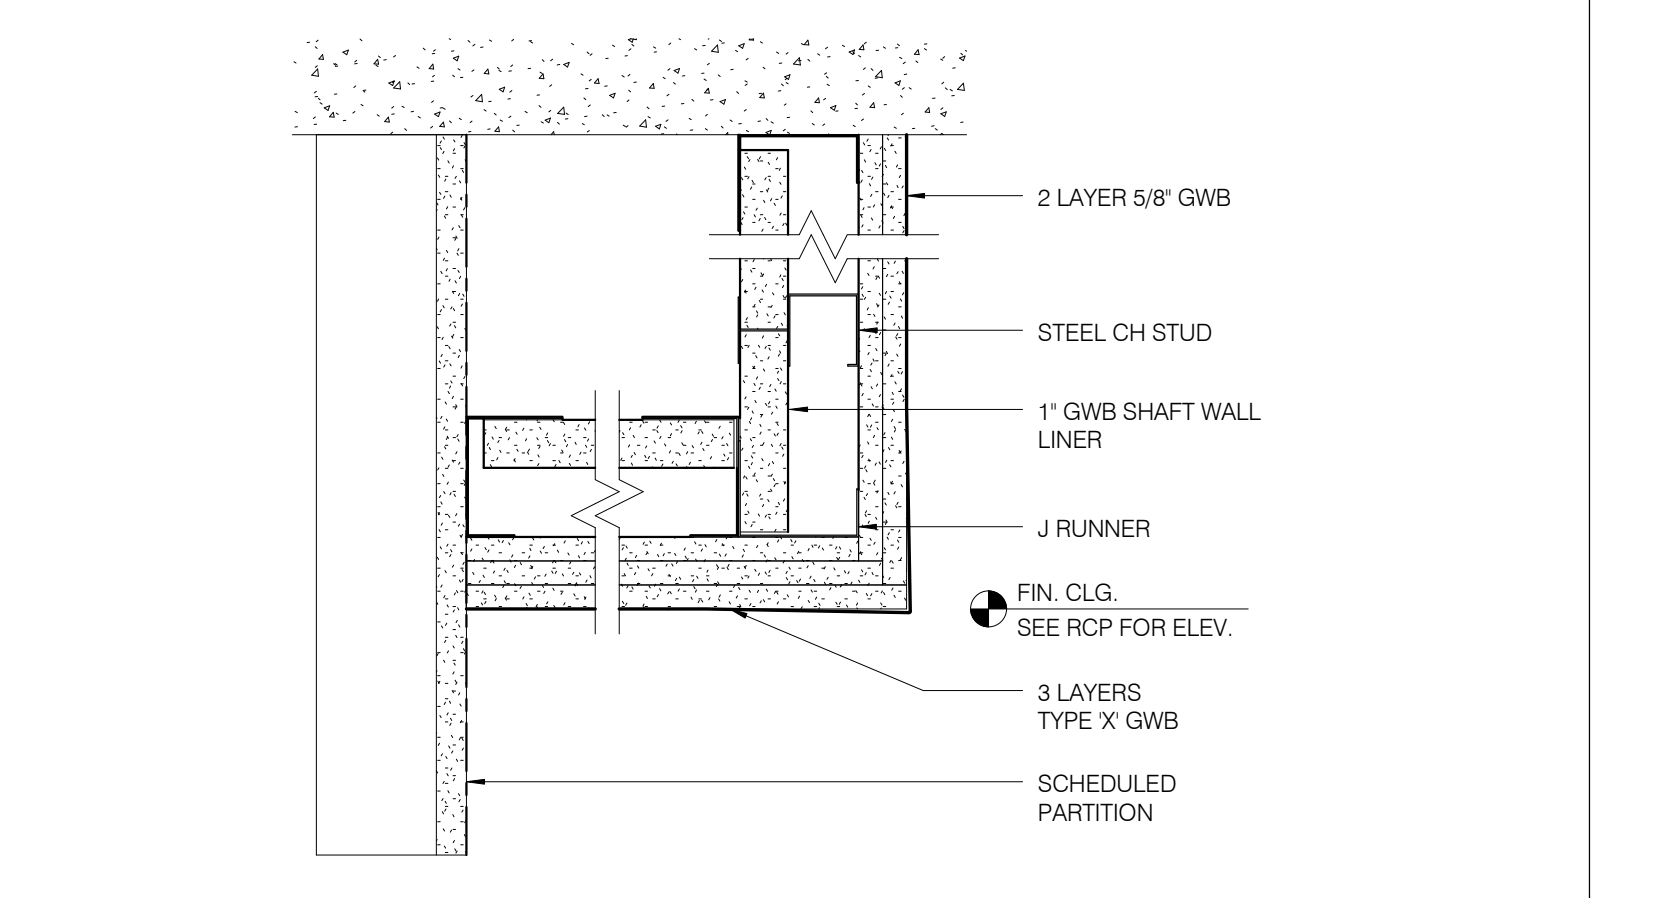 2 LAYER 5/8" GWB
STEEL CH STUD
1" GWB SHAFT WALL
LINER
J RUNNER
FIN. CLG.
SEE RCP FOR ELEV.
3 LAYERS
TYPE 'X' GWB
SCHEDULED
PARTITION